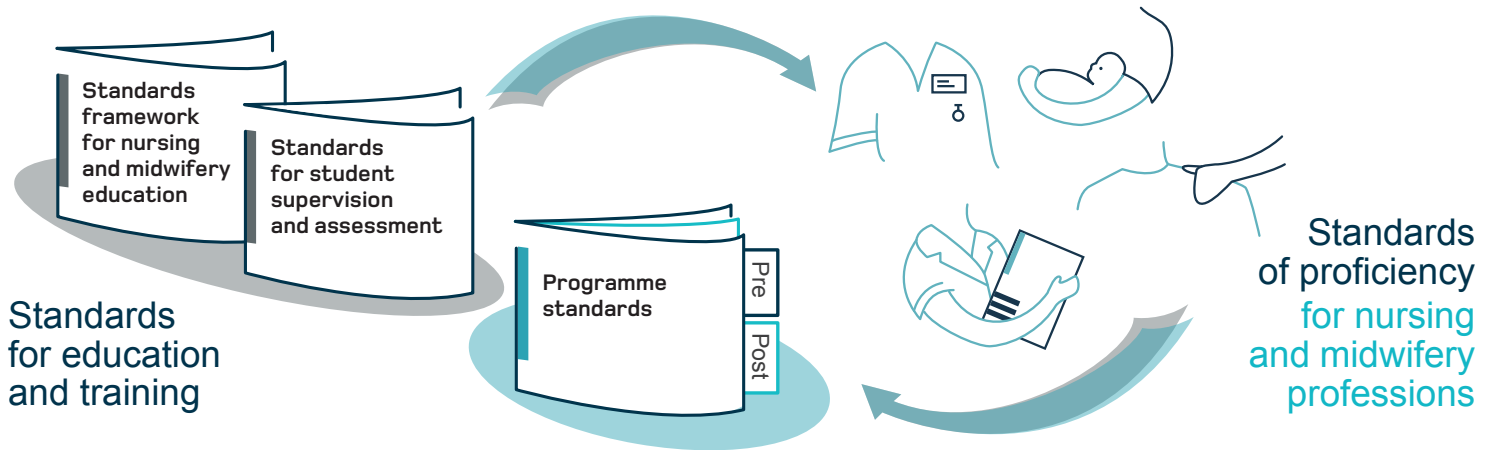 Standards
framework
for nursing
and midwifery
education
Standards
for student
supervision
and assessment
Programme
standards
Pre
Post
Standards
for education
and training
Standards
of proficiency
for nursing
and midwifery
professions